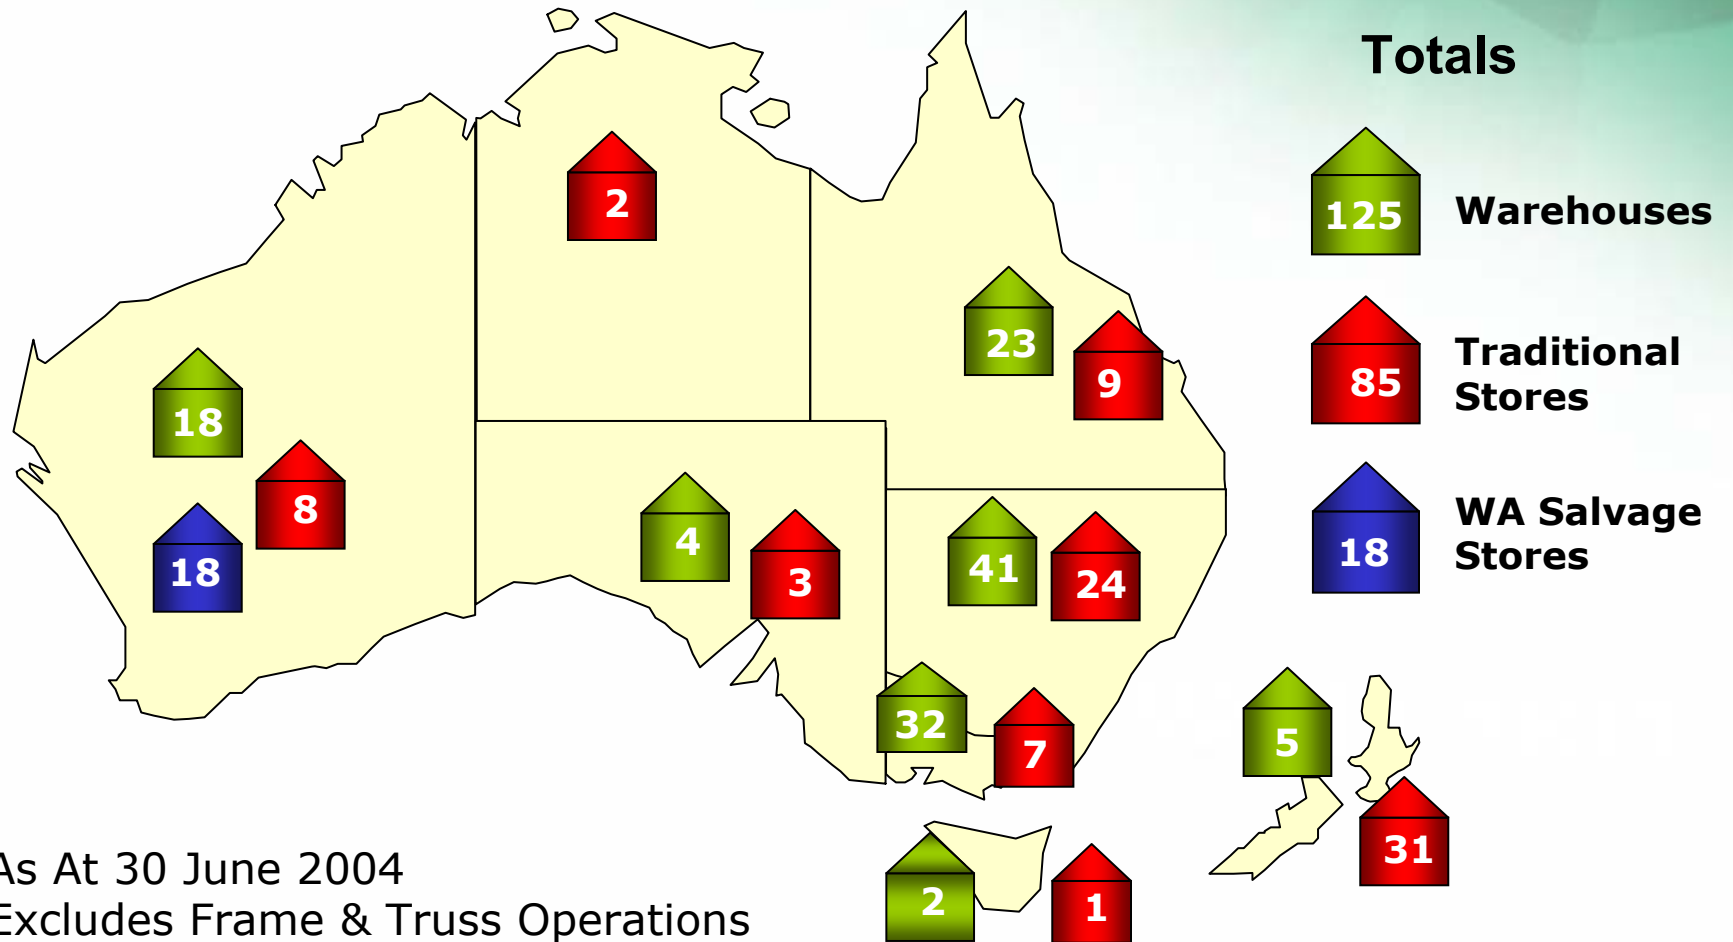 Totals
2
125
Warehouses
23
9
Traditional
85
Stores
18
8
4
3
41
24
WA Salvage
18
Stores
18
32
7
5
31
2
1
As At 30 June 2004
Excludes Frame & Truss Operations